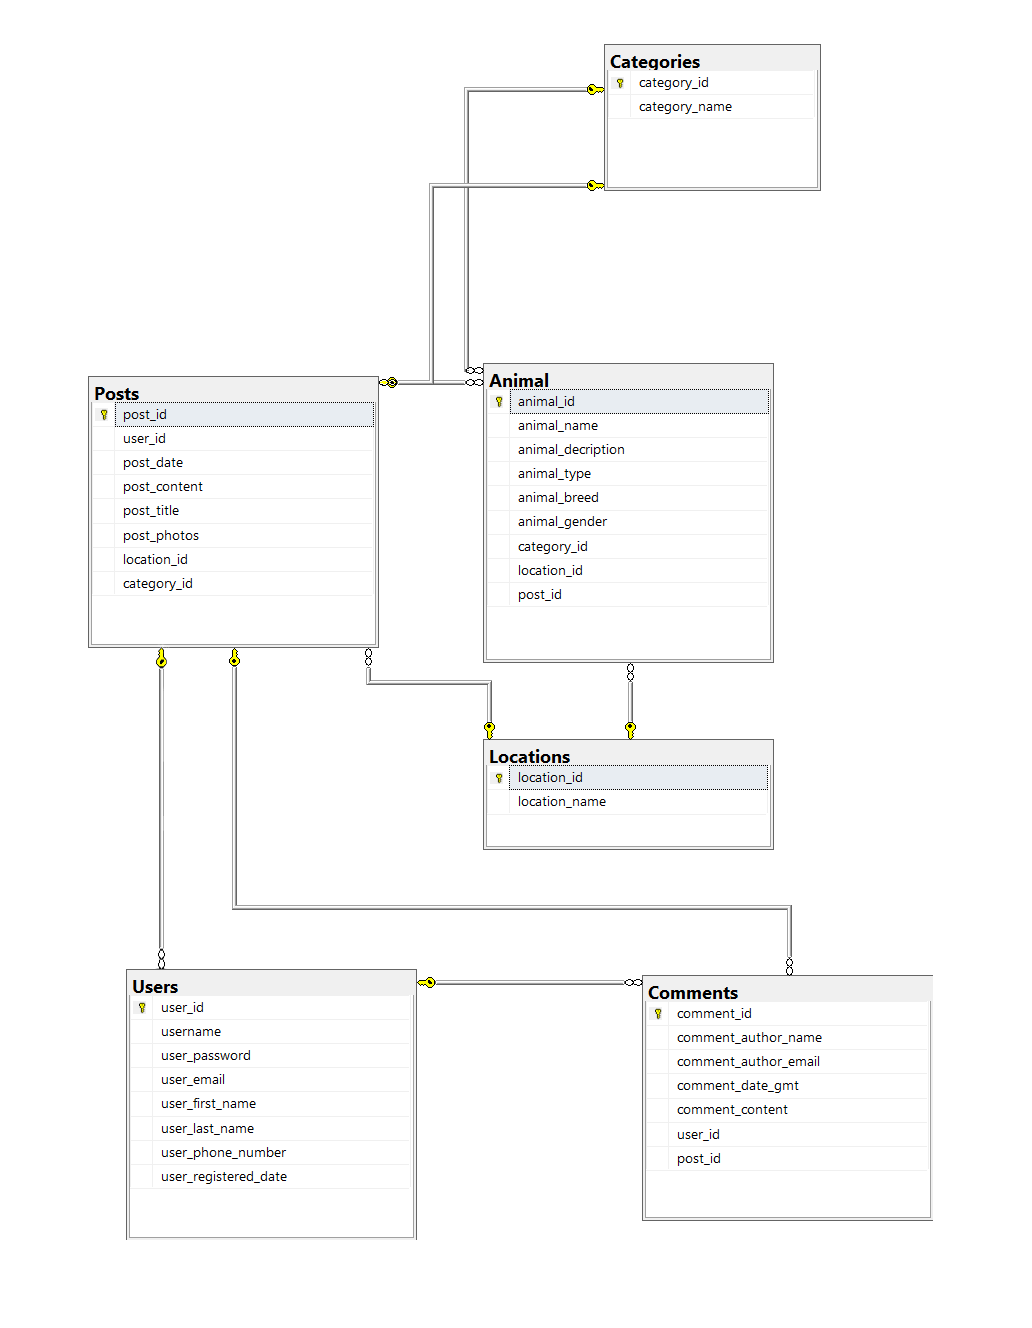 Categories
category_id
category_name
Posts
post_id
user_id
post_date
post_content
post_title
post_photos
location_id
category_id
Animal
animal_id
animal_name
animal_decription
animal_type
animal_breed
animal_gender
category_id
location_id
post_id
Locations
location_id
location_name
Users
user_id
username
user_password
user_email
user_first_name
user_last_name
user_phone_number
user_registered_date
Comments
comment_id
comment_author_name
comment_author_email
comment_date_gmt
comment_content
user_id
post_id